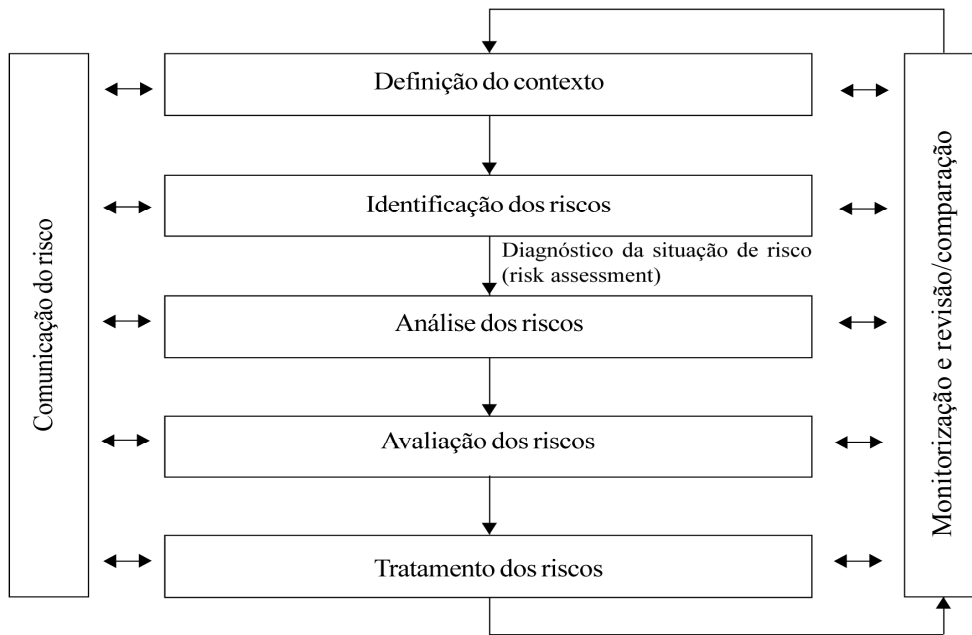 Comunicação do risco
Definição do contexto
Identificação dos riscos
Diagnóstico da situação de risco
(risk assessment)
Análise dos riscos
Avaliação dos riscos
Tratamento dos riscos
Monitorização e revisão/comparação